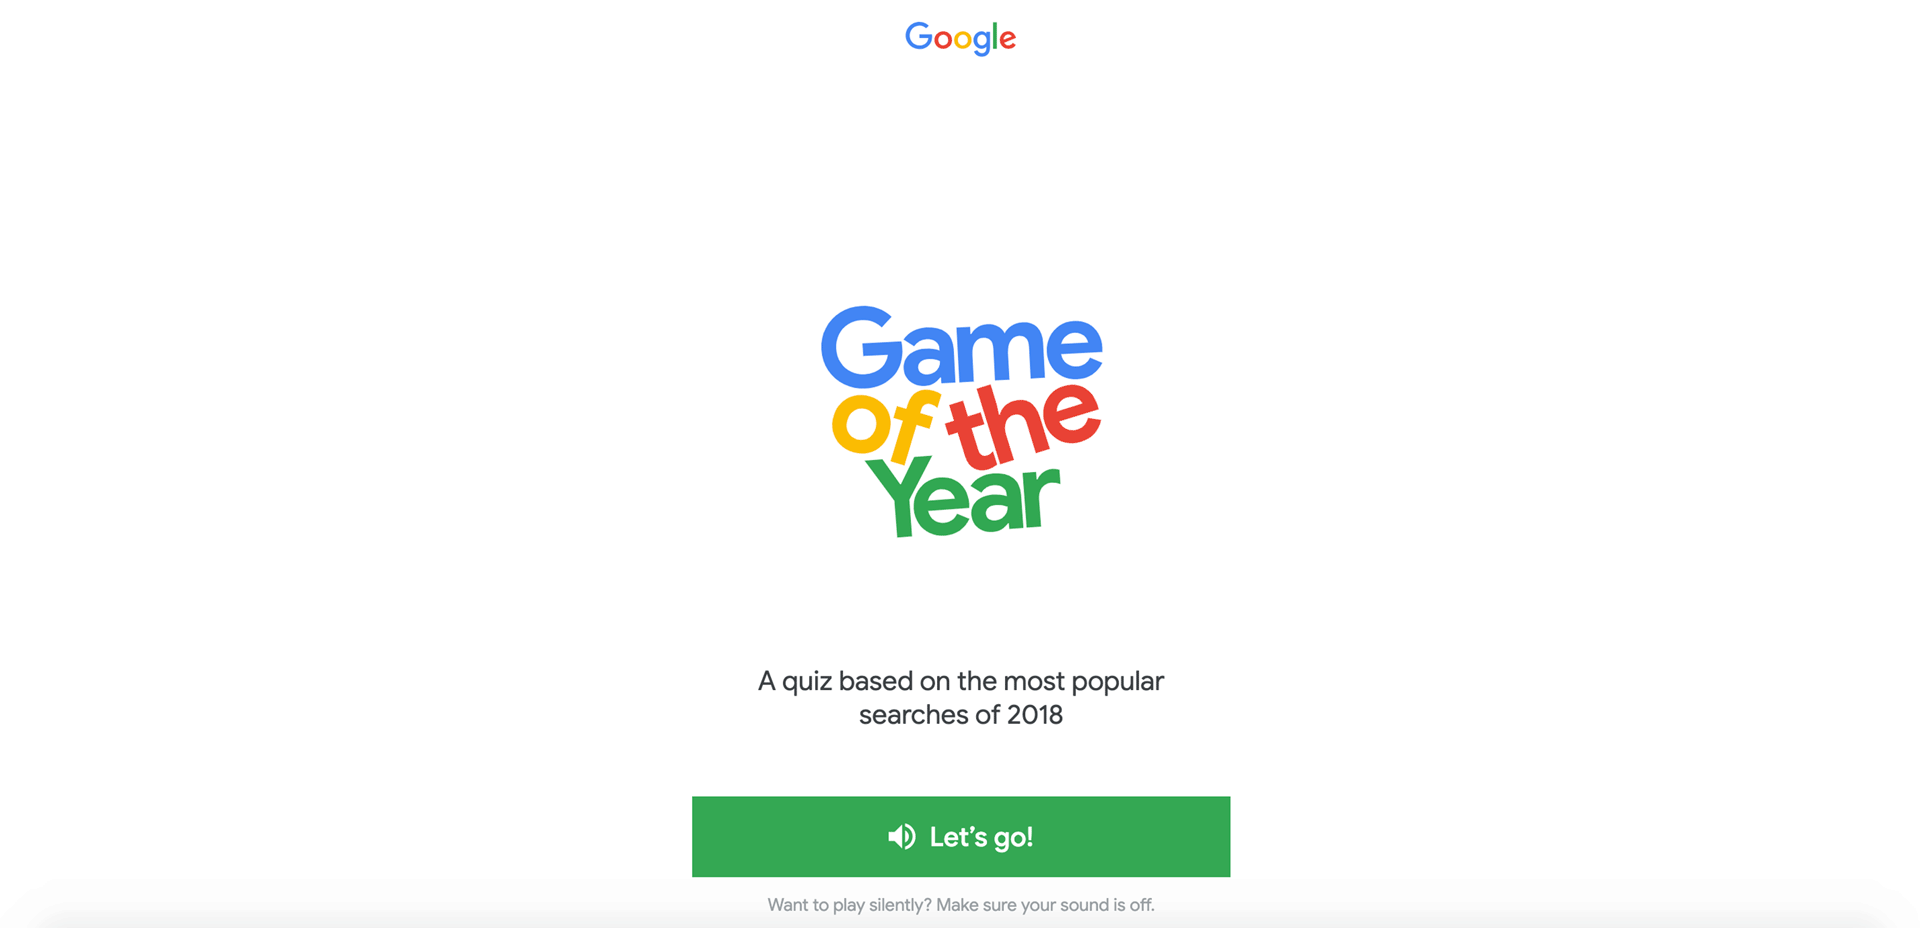 Google
Game
of the
Year
A quiz based on the most popular
searches of 2018
Let’s go!
Want to play silently? Make sure your sound is off.